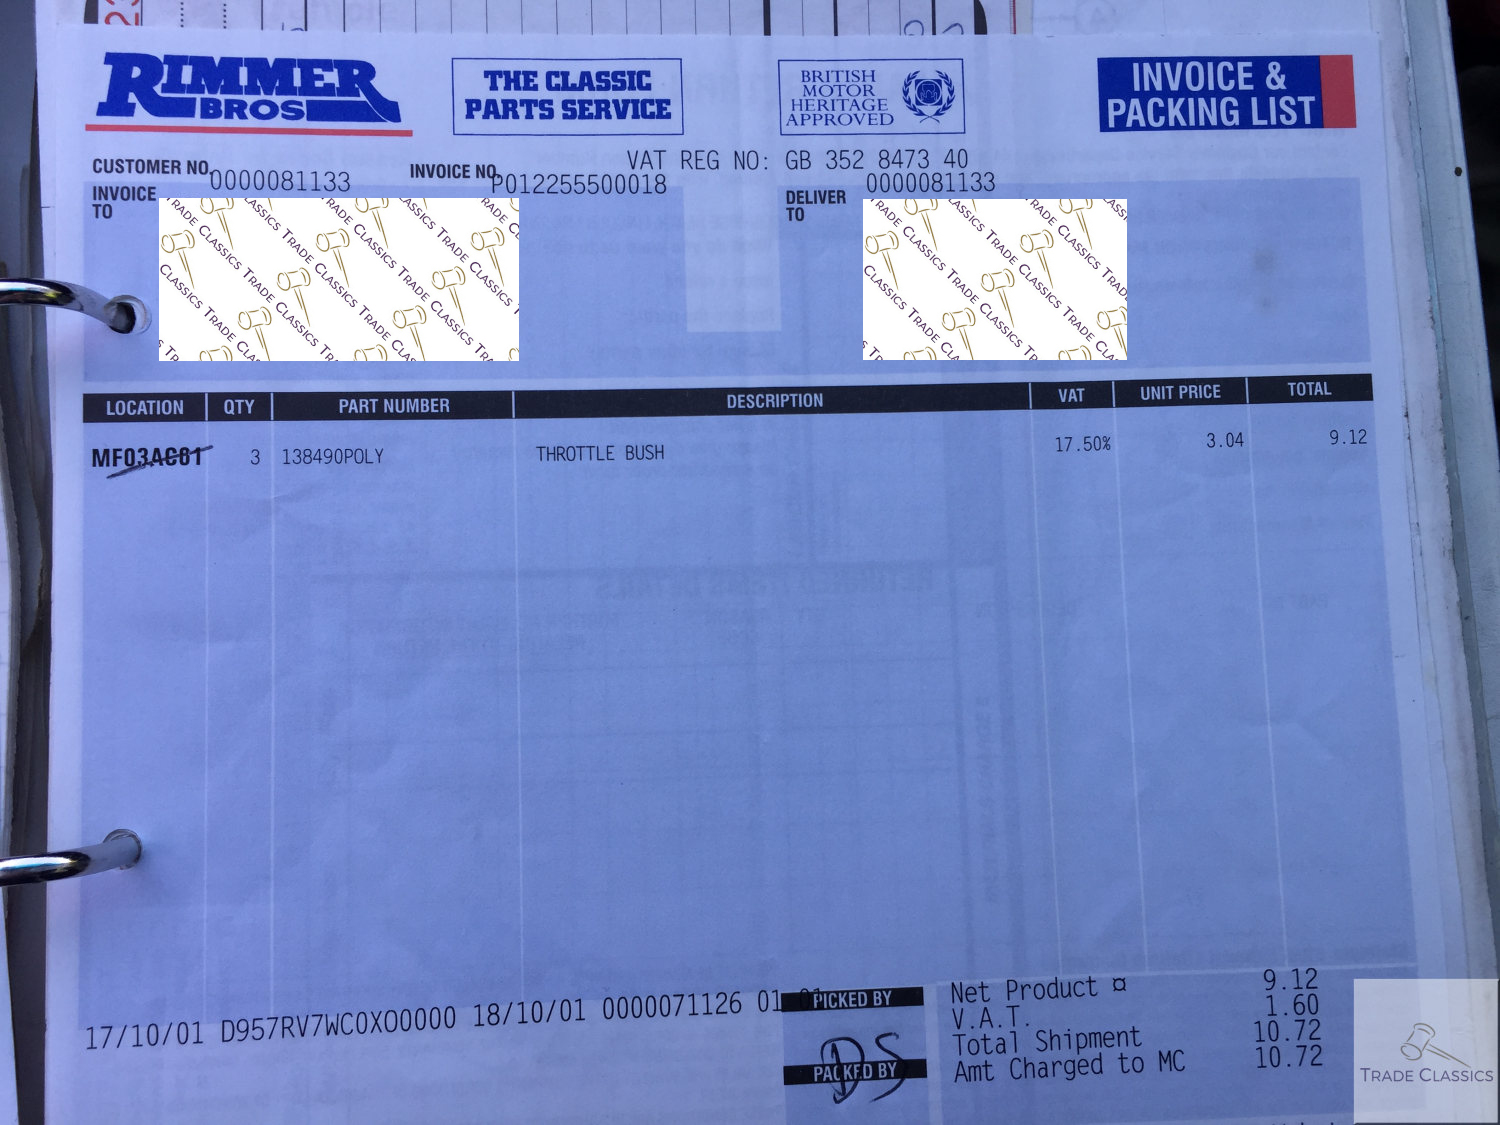 RIMMER
BROS
THE CLASSIC
PARTS SERVICE
BRITISH
MOTOR
HERITAGE
APPROVED
INVOICE &
PACKING LIST
VAT REG NO: GB 352 8473 40
CUSTOMER NO. 0000081133
INVOICE NO. P012255500018
0000081133
INVOICE
TO
DELIVER
TO
LOCATION QTY PART NUMBER DESCRIPTION VAT UNIT PRICE TOTAL
MF03AC61 3 138490POLY THROTTLE BUSH 17.50% 3.04 9.12
17/10/01 D957RV7WC0X00000 18/10/01 0000071126 01 01
PICKED BY
DS
PACKED BY
Net Product ¤ 9.12
V.A.T. 1.60
Total Shipment 10.72
Amt Charged to MC 10.72
TRADE CLASSICS